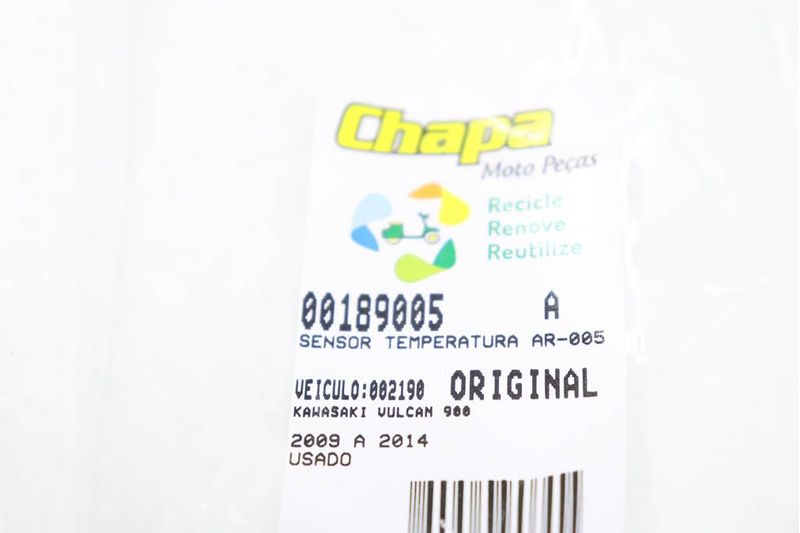 Chapa
Moto Peças
Recicle
Renove
Reutilize
00189005 A
SENSOR TEMPERATURA AR-005
VEICULO:002190 ORIGINAL
KAWASAKI VULCAN 900
2009 A 2014
USADO